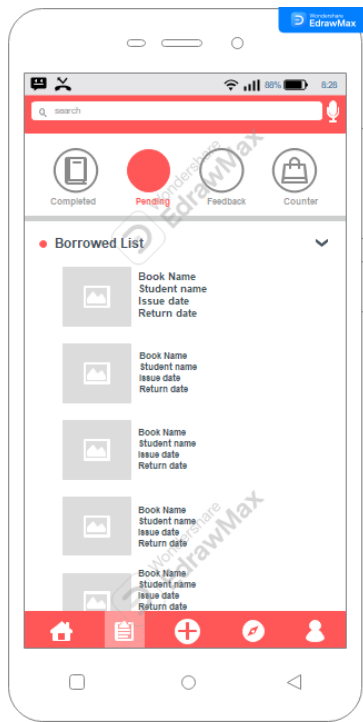 Wondershare
EdrawMax
88%
8:28
search
Completed
Pending
Feedback
Counter
Borrowed List
Book Name
Student name
Issue date
Return date
Book Name
Student name
Issue date
Return date
Book Name
Student name
Issue date
Return date
Book Name
Student name
Issue date
Return date
Book Name
Student name
Issue date
Return date
Wondershare
EdrawMax
Wondershare
EdrawMax